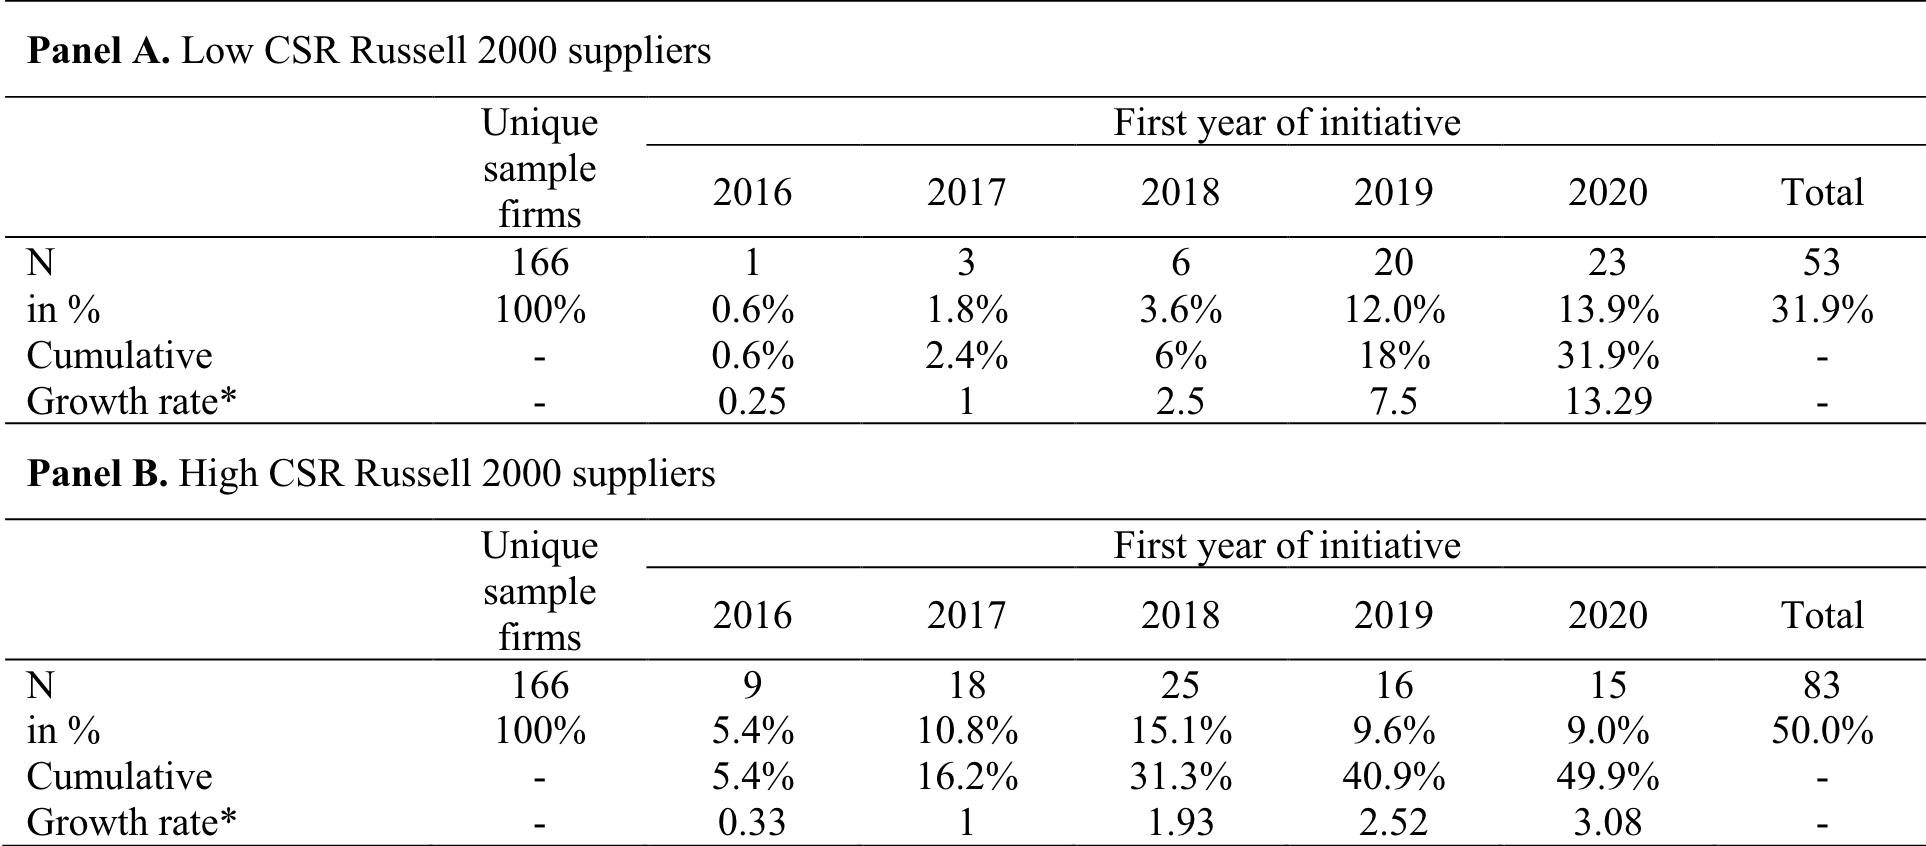 Panel A. Low CSR Russell 2000 suppliers
Unique sample firms First year of initiative
2016 2017 2018 2019 2020 Total
N 166 1 3 6 20 23 53
in % 100% 0.6% 1.8% 3.6% 12.0% 13.9% 31.9%
Cumulative - 0.6% 2.4% 6% 18% 31.9% -
Growth rate* - 0.25 1 2.5 7.5 13.29 -
Panel B. High CSR Russell 2000 suppliers
Unique sample firms First year of initiative
2016 2017 2018 2019 2020 Total
N 166 9 18 25 16 15 83
in % 100% 5.4% 10.8% 15.1% 9.6% 9.0% 50.0%
Cumulative - 5.4% 16.2% 31.3% 40.9% 49.9% -
Growth rate* - 0.33 1 1.93 2.52 3.08 -